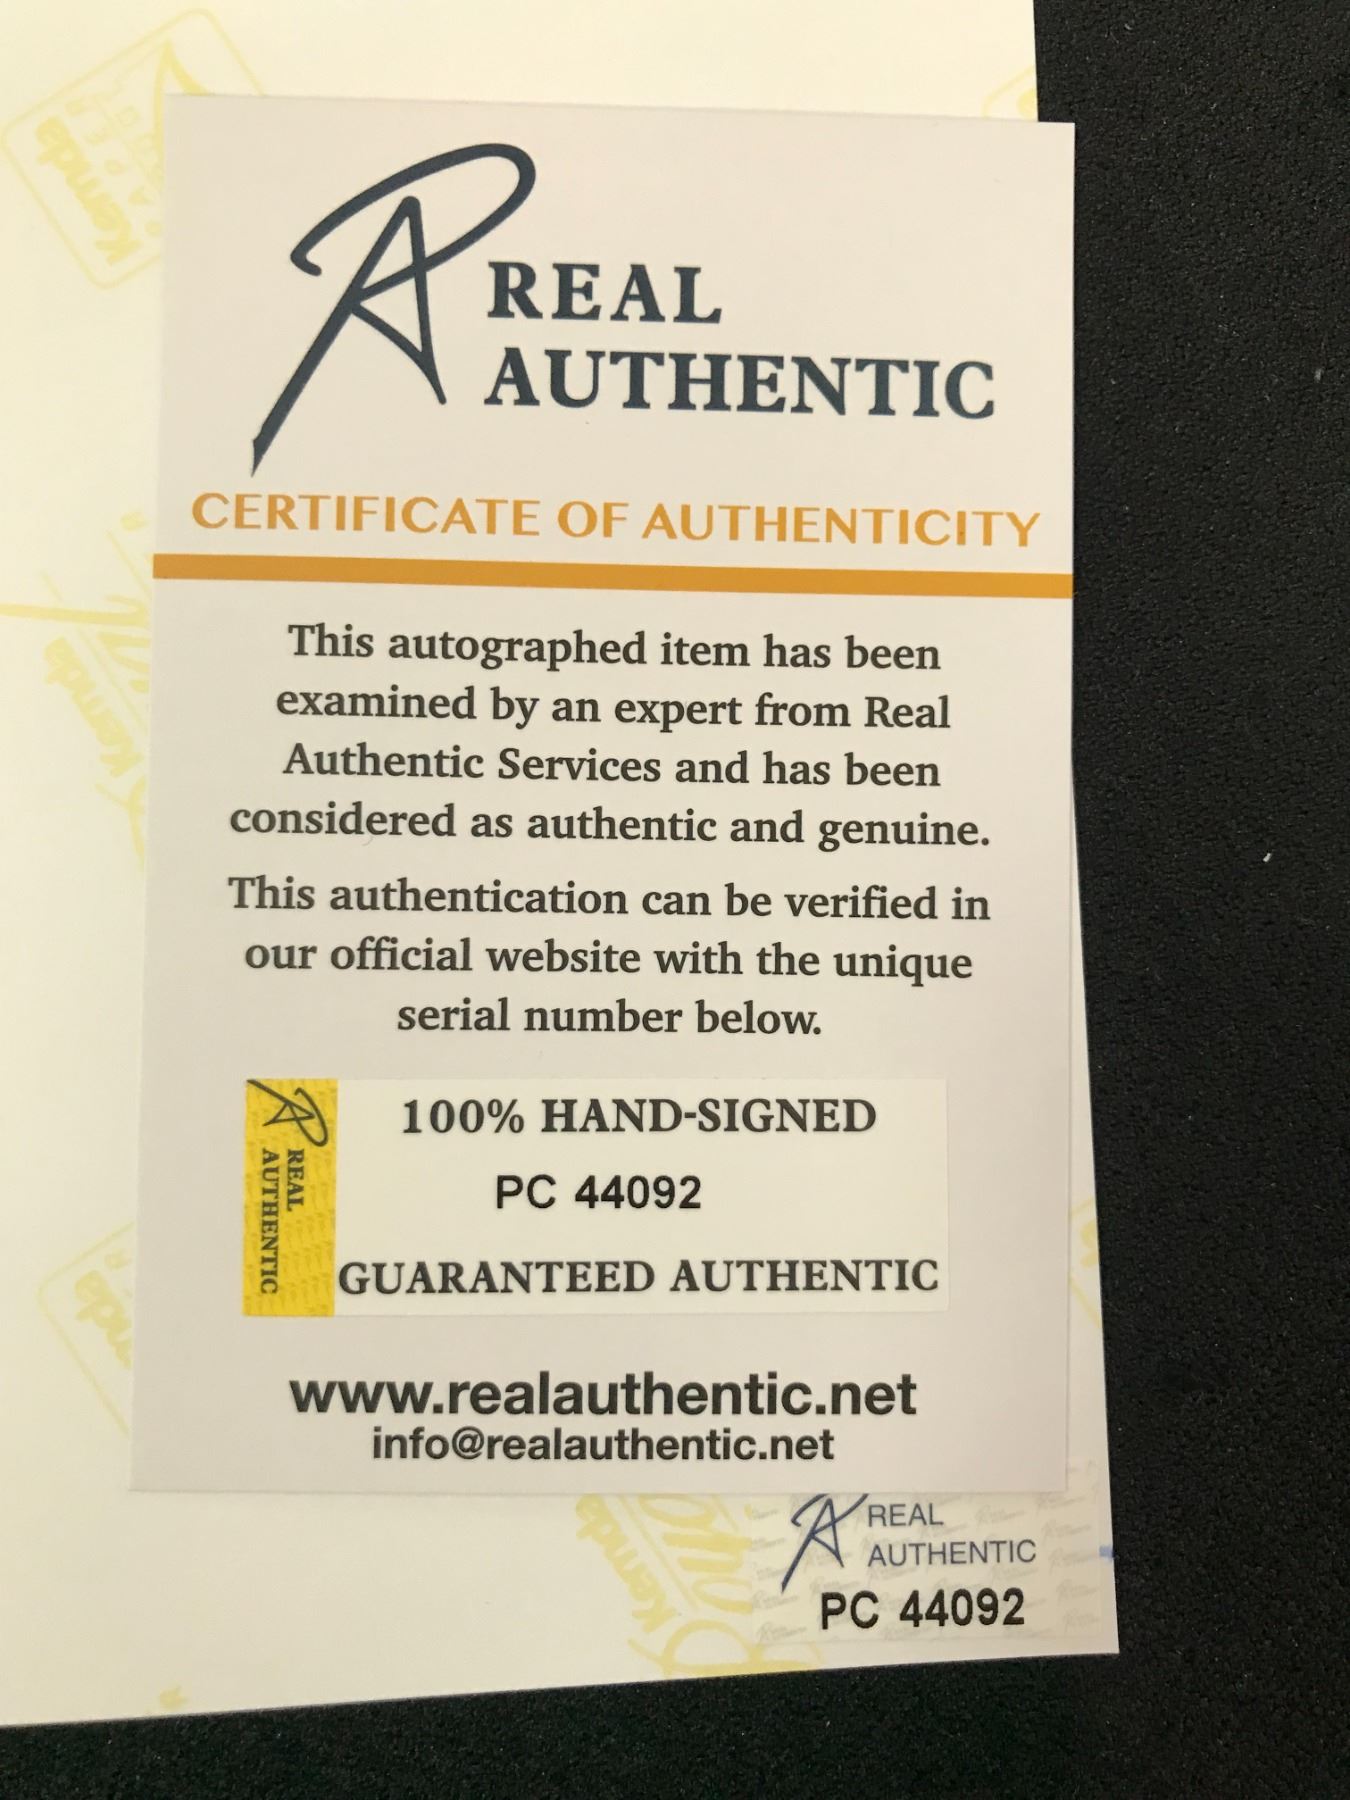 REAL
AUTHENTIC
CERTIFICATE OF AUTHENTICITY
This autographed item has been
examined by an expert from Real
Authentic Services and has been
considered as authentic and genuine.
This authentication can be verified in
our official website with the unique
serial number below.
REAL
AUTHENTIC
100% HAND-SIGNED
PC 44092
GUARANTEED AUTHENTIC
www.realauthentic.net
info@realauthentic.net
REAL
AUTHENTIC
PC 44092
Kemda
Kemda
Kemda